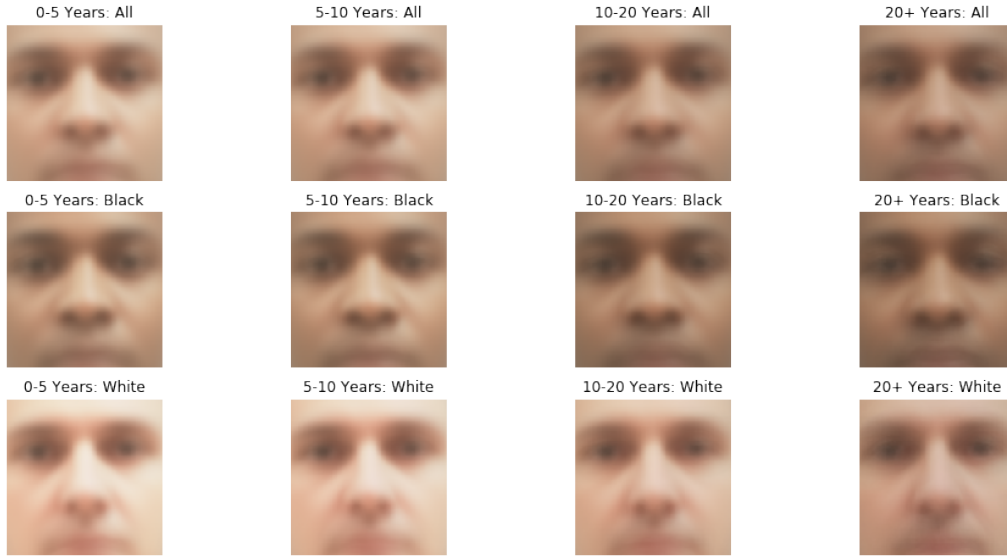 0-5 Years: All
5-10 Years: All
10-20 Years: All
20+ Years: All
0-5 Years: Black
5-10 Years: Black
10-20 Years: Black
20+ Years: Black
0-5 Years: White
5-10 Years: White
10-20 Years: White
20+ Years: White